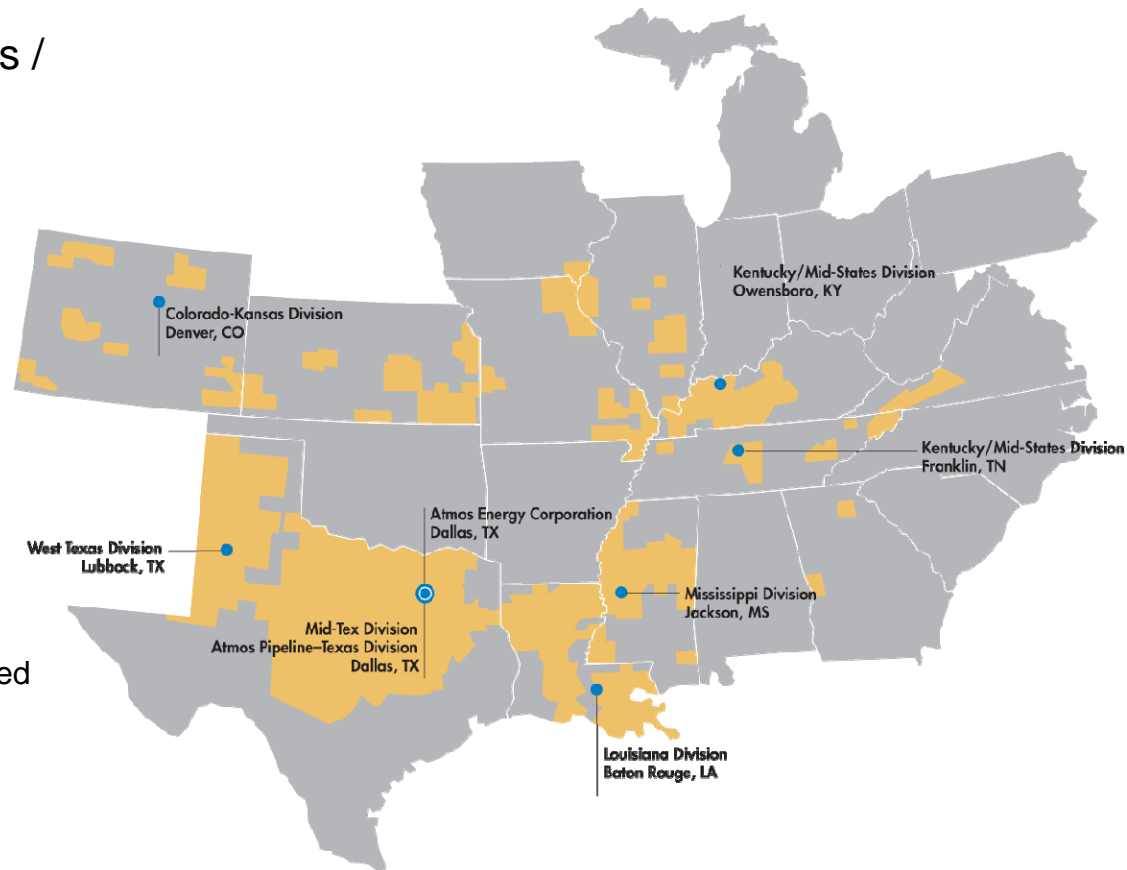 s /
Kentucky/Mid-States Division
Owensboro, KY
Colorado-Kansas Division
Denver, CO
Kentucky/Mid-States Division
Franklin, TN
Atmos Energy Corporation
Dallas, TX
West Texas Division
Lubbock, TX
Mississippi Division
Jackson, MS
Mid-Tex Division
Atmos Pipeline–Texas Division
Dallas, TX
ed
Louisiana Division
Baton Rouge, LA